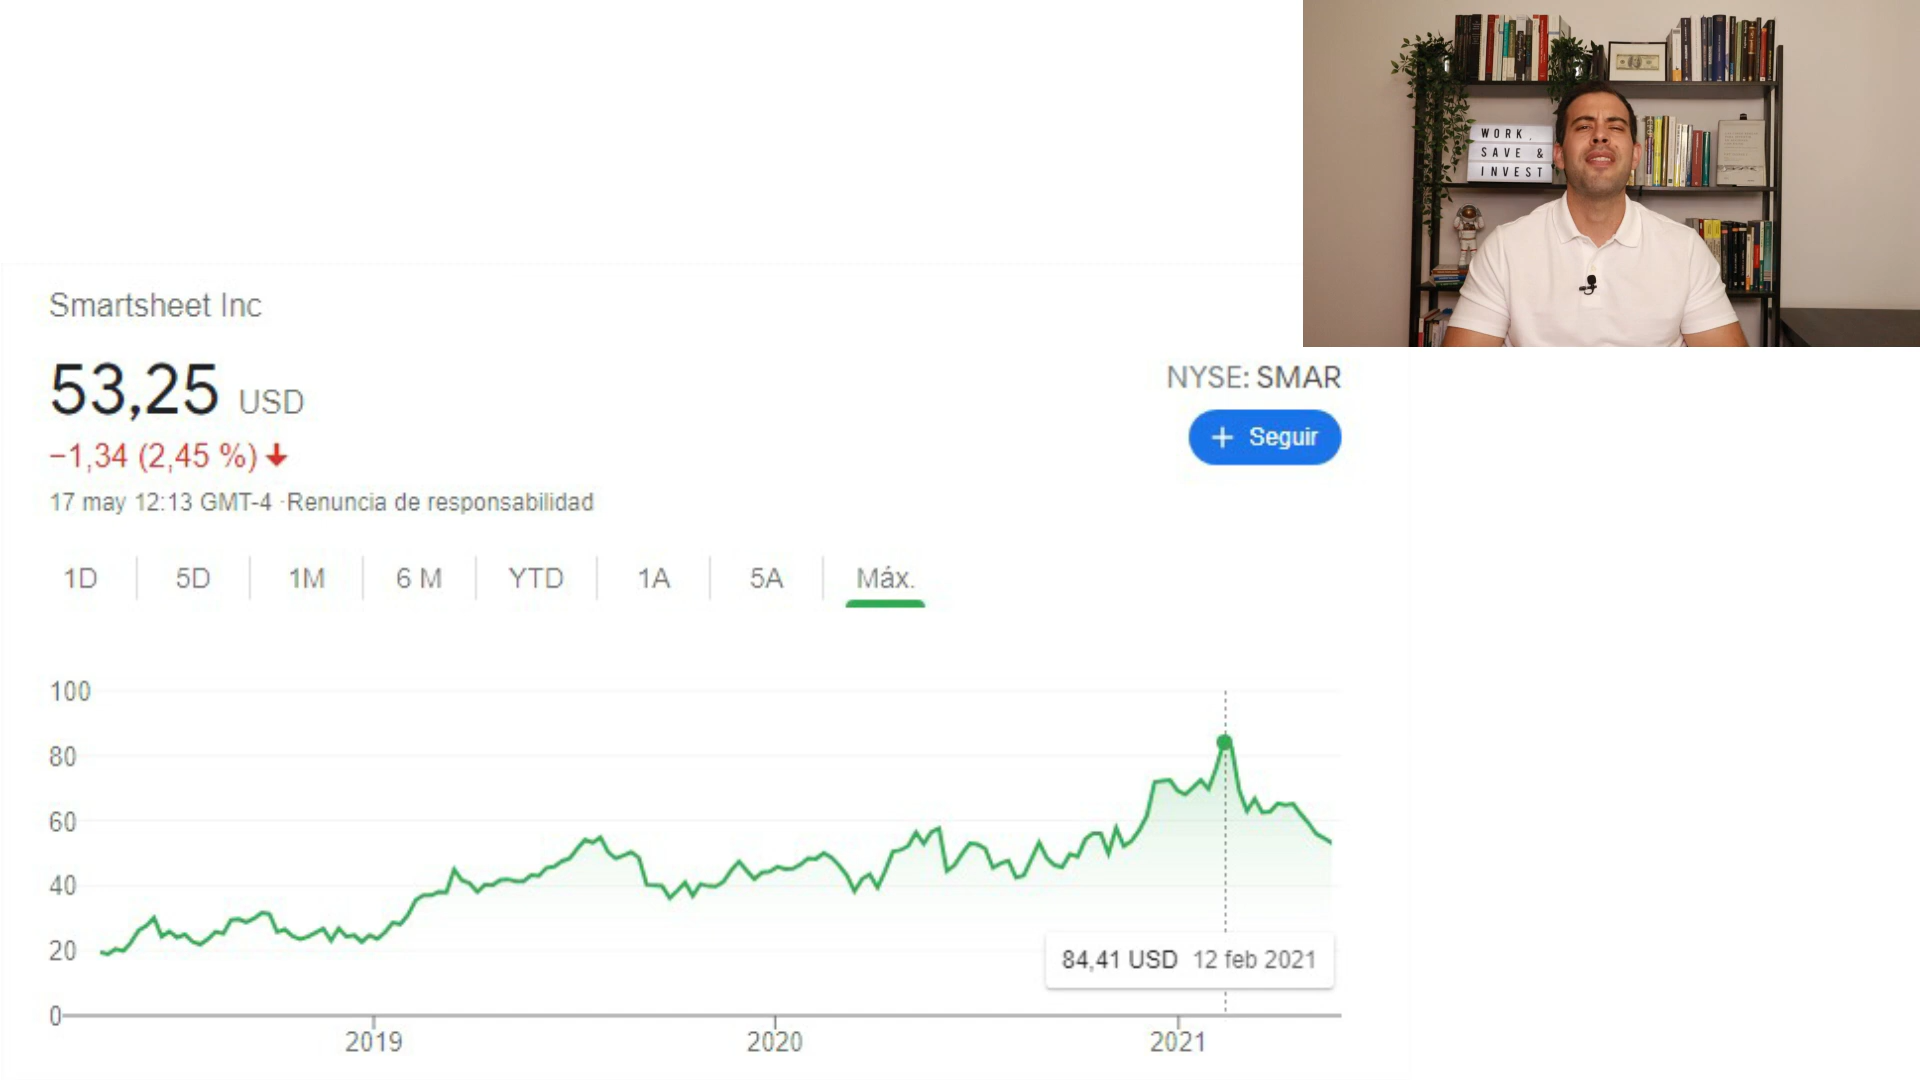 WORK.
SAVE &
INVEST
Smartsheet Inc
53,25 USD
−1,34 (2,45 %)
17 may 12:13 GMT-4 ·Renuncia de responsabilidad
NYSE: SMAR
+ Seguir
1D 5D 1M 6 M YTD 1A 5A Máx.
100
80
60
40
20
0
84,41 USD 12 feb 2021
2019 2020 2021